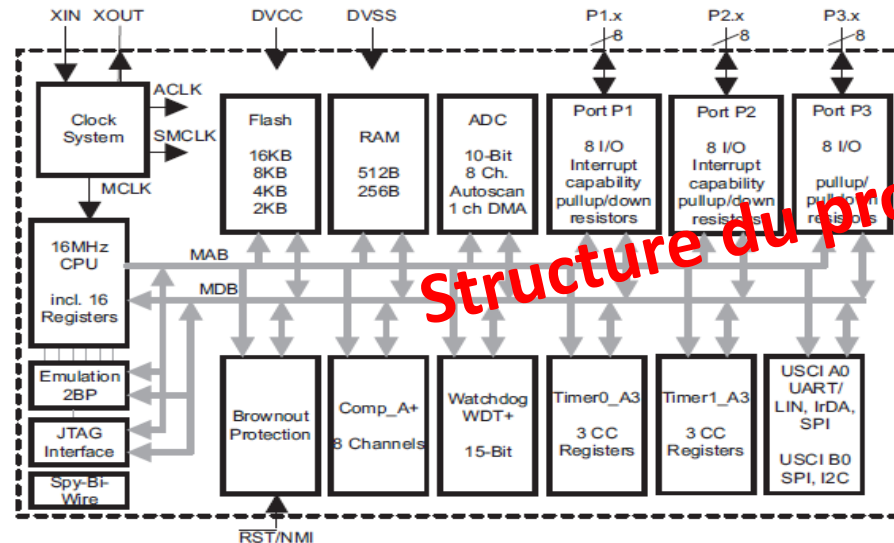 XIN XOUT DVCC DVSS P1.x P2.x P3.x
8 8 8
ACLK
SMCLK
MCLK
Clock
System
Flash
16KB
8KB
4KB
2KB
RAM
512B
256B
ADC
10-Bit
8 Ch.
Autoscan
1 ch DMA
Port P1
8 I/O
Interrupt
capability
pullup/down
resistors
Port P2
8 I/O
Interrupt
capability
pullup/down
resistors
Port P3
8 I/O
pullup/
pulldown
resistors
16MHz
CPU
incl. 16
Registers
MAB
MDB
Structure du pro
Emulation
2BP
JTAG
Interface
Spy-Bi-
Wire
Brownout
Protection
Comp_A+
8 Channels
Watchdog
WDT+
15-Bit
Timer0_A3
3 CC
Registers
Timer1_A3
3 CC
Registers
USCI A0
UART/
LIN, IrDA,
SPI
USCI B0
SPI, I2C
RST/NMI